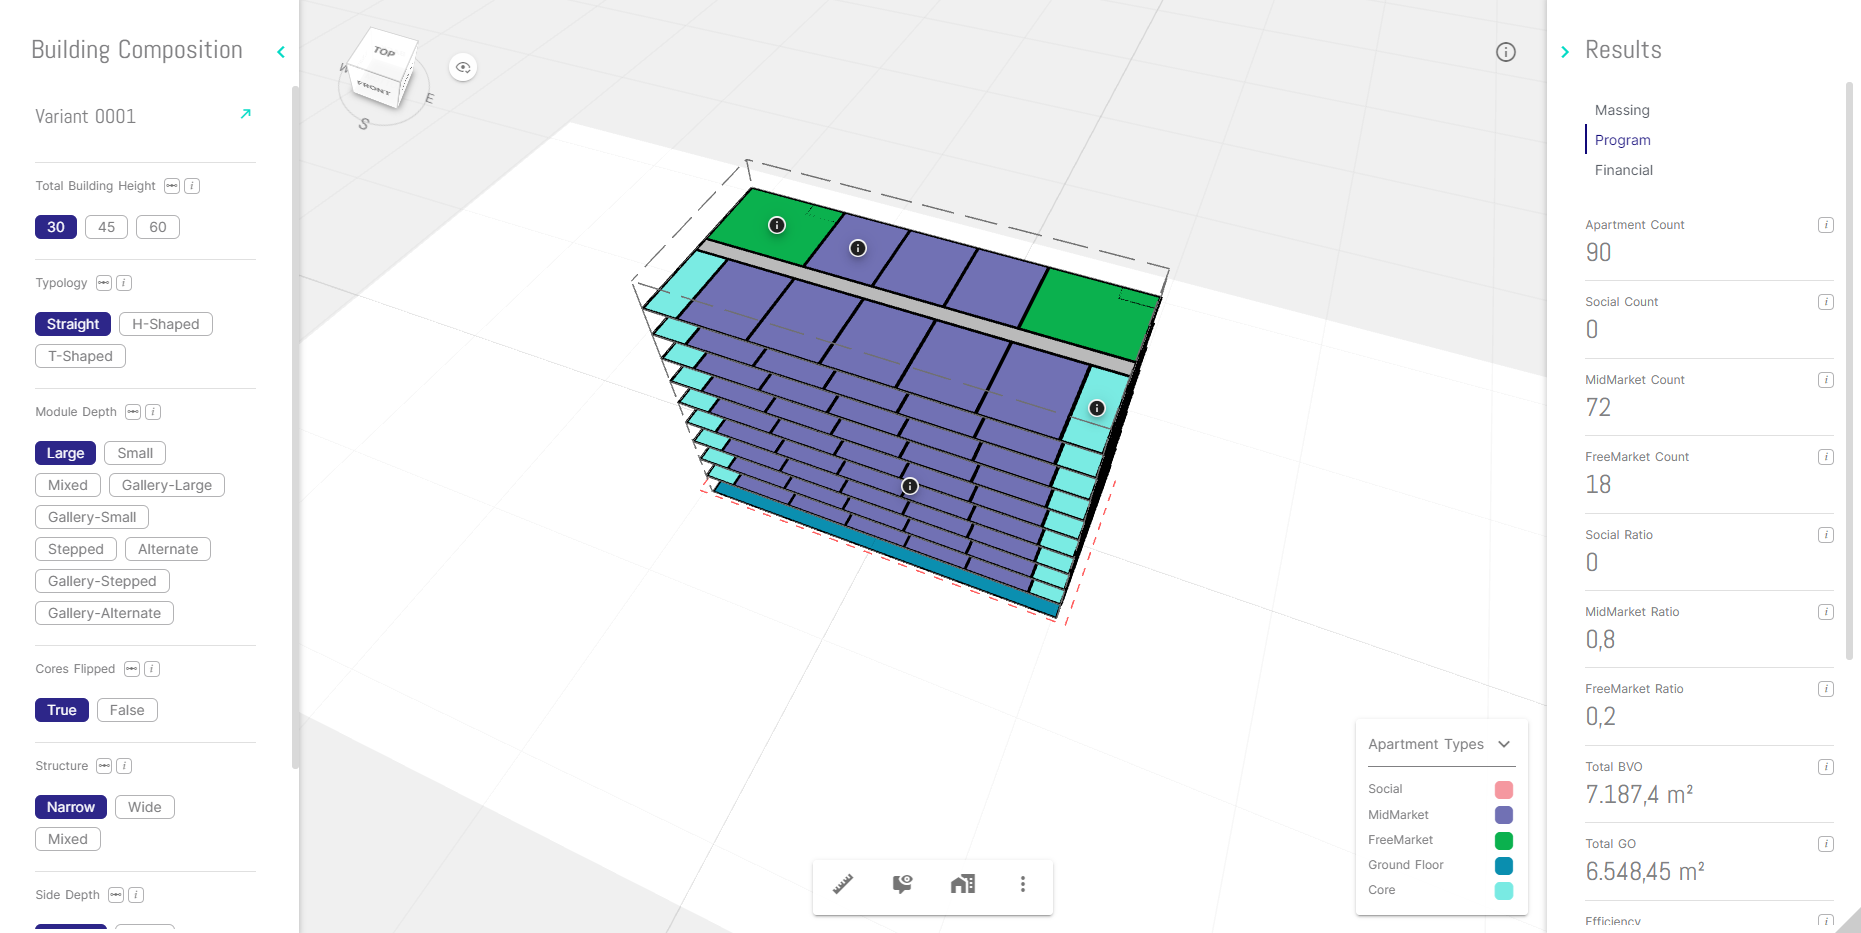 Building Composition
Variant 0001
Total Building Height
30
45
60
Typology
Straight
H-Shaped
T-Shaped
Module Depth
Large
Small
Mixed
Gallery-Large
Gallery-Small
Stepped
Alternate
Gallery-Stepped
Gallery-Alternate
Cores Flipped
True
False
Structure
Narrow
Wide
Mixed
Side Depth
TOP
FRONT
W
E
S
Apartment Types
Social
MidMarket
FreeMarket
Ground Floor
Core
Results
Massing
Program
Financial
Apartment Count
90
Social Count
0
MidMarket Count
72
FreeMarket Count
18
Social Ratio
0
MidMarket Ratio
0,8
FreeMarket Ratio
0,2
Total BVO
7.187,4 m²
Total GO
6.548,45 m²
Efficiency